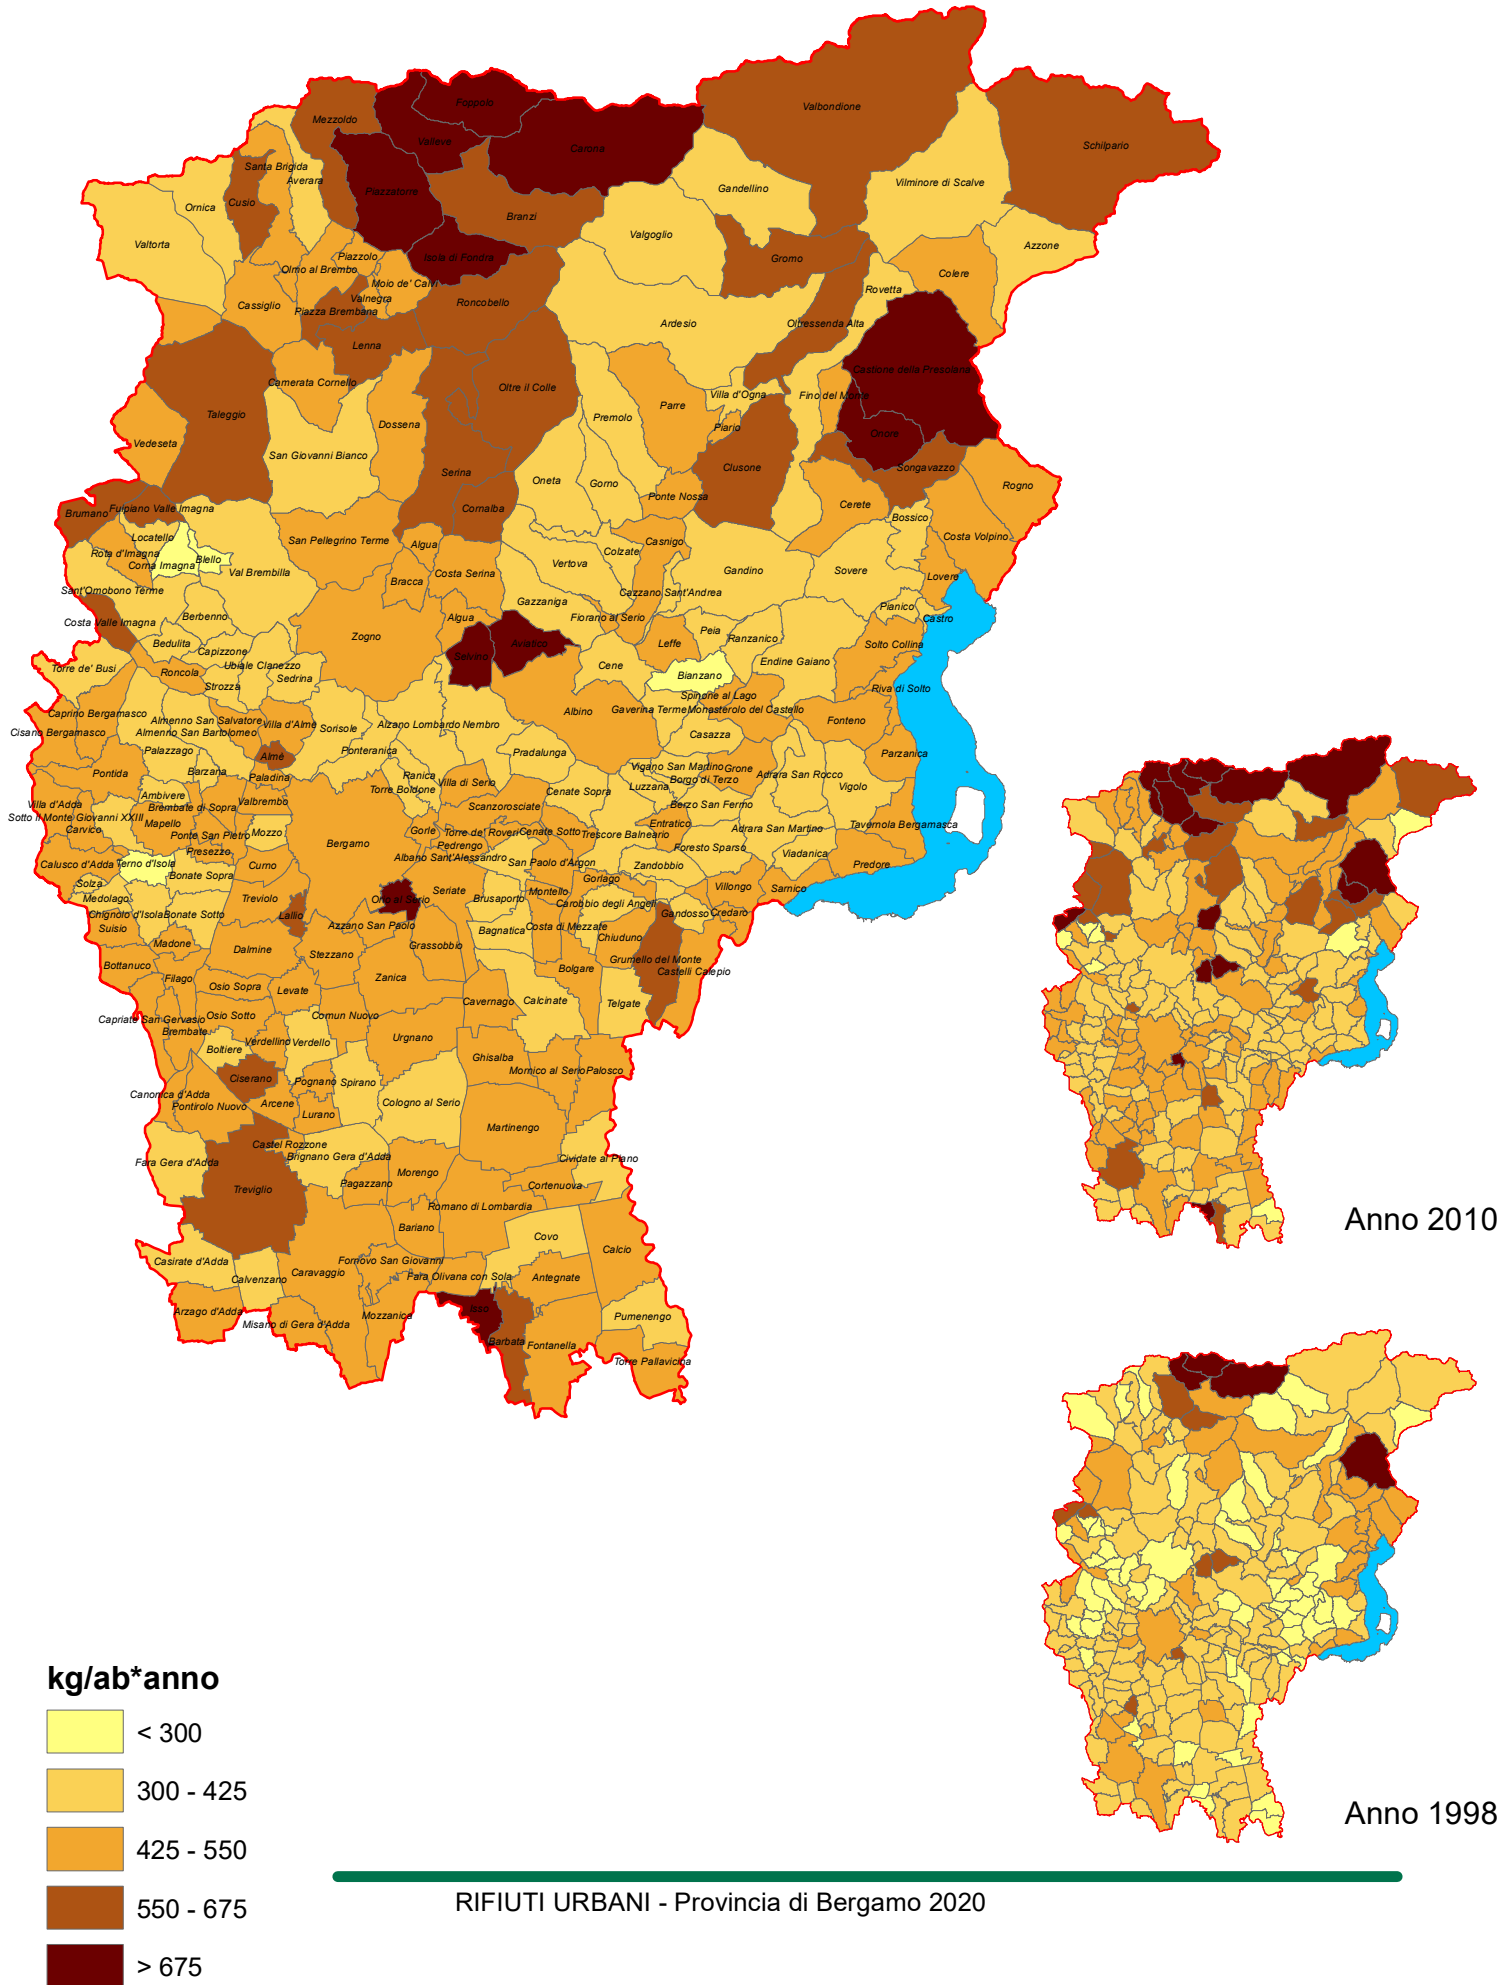 Foppolo
Valbondione
Mezzoldo
Valleve
Carona
Schilpario
Santa Brigida
Averara
Piazzatorre
Gandellino
Vilminore di Scalve
Ornica
Cusio
Branzi
Valtorta
Valgoglio
Azzone
Piazzolo
Isola di Fondra
Gromo
Olmo al Brembo
Colere
Moio de' Calvi
Rovetta
Valnegra
Cassiglio
Piazza Brembana
Roncobello
Ardesio
Oltressenda Alta
Lenna
Castione della Presolana
Camerata Cornello
Oltre il Colle
Villa d'Ogna
Fino del Monte
Taleggio
Premolo
Parre
Dossena
Piario
Onore
Vedeseta
San Giovanni Bianco
Serina
Clusone
Songavazzo
Oneta
Gorno
Rogno
Ponte Nossa
Cerete
Brumano
Fuipiano Valle Imagna
Cornalba
Bossico
Locatello
San Pellegrino Terme
Algua
Casnigo
Costa Volpino
Rota d'Imagna
Corna Imagna
Blello
Colzate
Vertova
Val Brembilla
Bracca
Costa Serina
Gandino
Sovere
Lovere
Sant'Omobono Terme
Cazzano Sant'Andrea
Gazzaniga
Pianico
Costa Valle Imagna
Berbenno
Algua
Fiorano al Serio
Castro
Zogno
Peia
Ranzanico
Bedulita
Capizzone
Selvino
Aviatico
Leffe
Solto Collina
Torre de' Busi
Roncola
Ubiale Clanezzo
Cene
Endine Gaiano
Strozza
Sedrina
Bianzano
Riva di Solto
Spinone al Lago
Caprino Bergamasco
Albino
Gaverina Terme
Monasterolo del Castello
Almenno San Salvatore
Villa d'Almè
Sorisole
Alzano Lombardo
Nembro
Fonteno
Cisano Bergamasco
Almenno San Bartolomeo
Casazza
Palazzago
Almè
Ponteranica
Pradalunga
Parzanica
Pontida
Barzana
Paladina
Ranica
Villa di Serio
Vigano San Martino
Grone
Adrara San Rocco
Torre Boldone
Borgo di Terzo
Ambivere
Cenate Sopra
Luzzana
Vigolo
Villa d'Adda
Brembate di Sopra
Valbrembo
Scanzorosciate
Berzo San Fermo
Sotto il Monte Giovanni XXIII
Mapello
Entratico
Adrara San Martino
Tavernola Bergamasca
Carvico
Ponte San Pietro
Mozzo
Gorle
Torre de' Roveri
Cenate Sotto
Trescore Balneario
Bergamo
Pedrengo
Foresto Sparso
Presezzo
Viadanica
Calusco d'Adda
Terno d'Isola
Curno
Albano Sant'Alessandro
San Paolo d'Argon
Zandobbio
Predore
Bonate Sopra
Gorlago
Solza
Villongo
Sarnico
Medolago
Treviolo
Orio al Serio
Seriate
Brusaporto
Montello
Carobbio degli Angeli
Chignolo d'Isola
Bonate Sotto
Lallio
Gandosso
Credaro
Suisio
Azzano San Paolo
Bagnatica
Costa di Mezzate
Chiuduno
Madone
Dalmine
Stezzano
Grassobbio
Grumello del Monte
Bottanuco
Bolgare
Castelli Calepio
Filago
Osio Sopra
Levate
Zanica
Cavernago
Calcinate
Telgate
Capriate San Gervasio
Osio Sotto
Comun Nuovo
Brembate
Boltiere
Verdellino
Verdello
Urgnano
Ghisalba
Ciserano
Pognano
Spirano
Mornico al Serio
Palosco
Canonica d'Adda
Pontirolo Nuovo
Arcene
Lurano
Cologno al Serio
Martinengo
Castel Rozzone
Fara Gera d'Adda
Brignano Gera d'Adda
Cividate al Piano
Treviglio
Pagazzano
Morengo
Cortenuova
Romano di Lombardia
Bariano
Covo
Calcio
Casirate d'Adda
Calvenzano
Caravaggio
Fornovo San Giovanni
Fara Olivana con Sola
Antegnate
Arzago d'Adda
Misano di Gera d'Adda
Mozzanica
Isso
Pumenengo
Barbata
Fontanella
Torre Pallavicina
Anno 2010
Anno 1998
kg/ab*anno
< 300
300 - 425
425 - 550
550 - 675
> 675
RIFIUTI URBANI - Provincia di Bergamo 2020